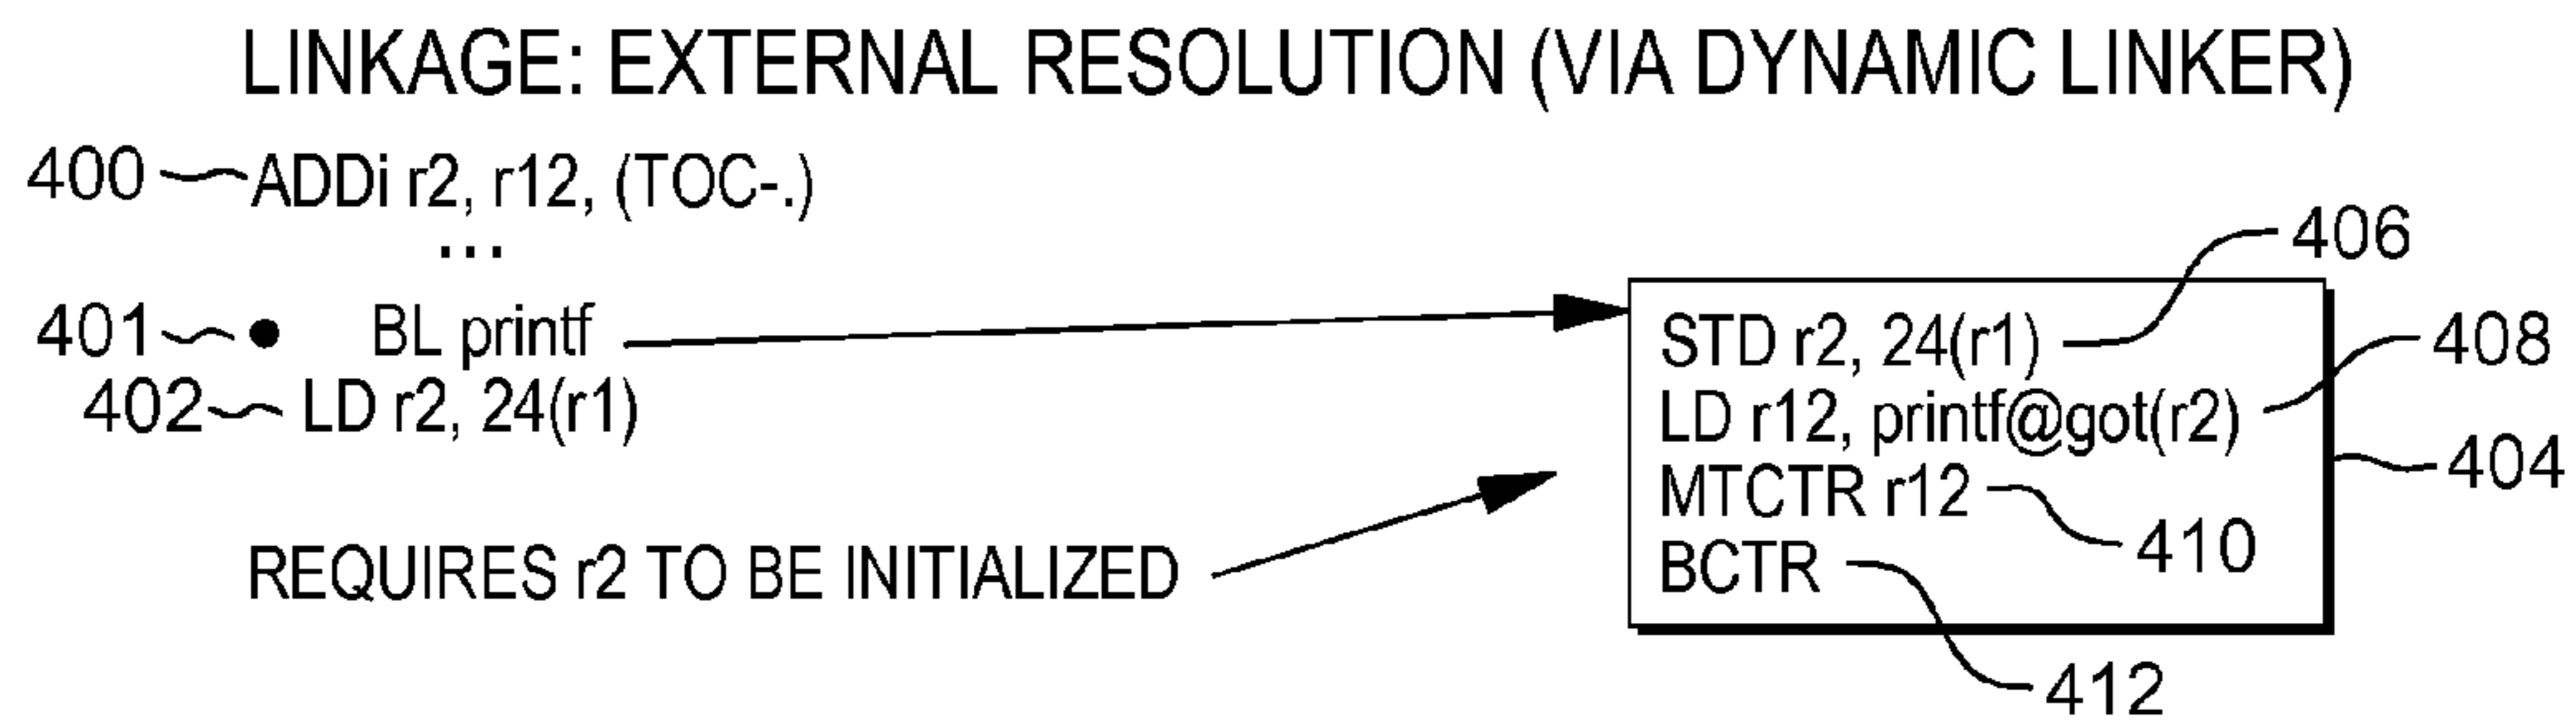 LINKAGE: EXTERNAL RESOLUTION (VIA DYNAMIC LINKER)
400 ADDi r2, r12, (TOC-.)
...
406
401 • BL printf
STD r2, 24(r1)
408
402 LD r2, 24(r1)
LD r12, printf@got(r2)
404
MTCTR r12
410
REQUIRES r2 TO BE INITIALIZED
BCTR
412